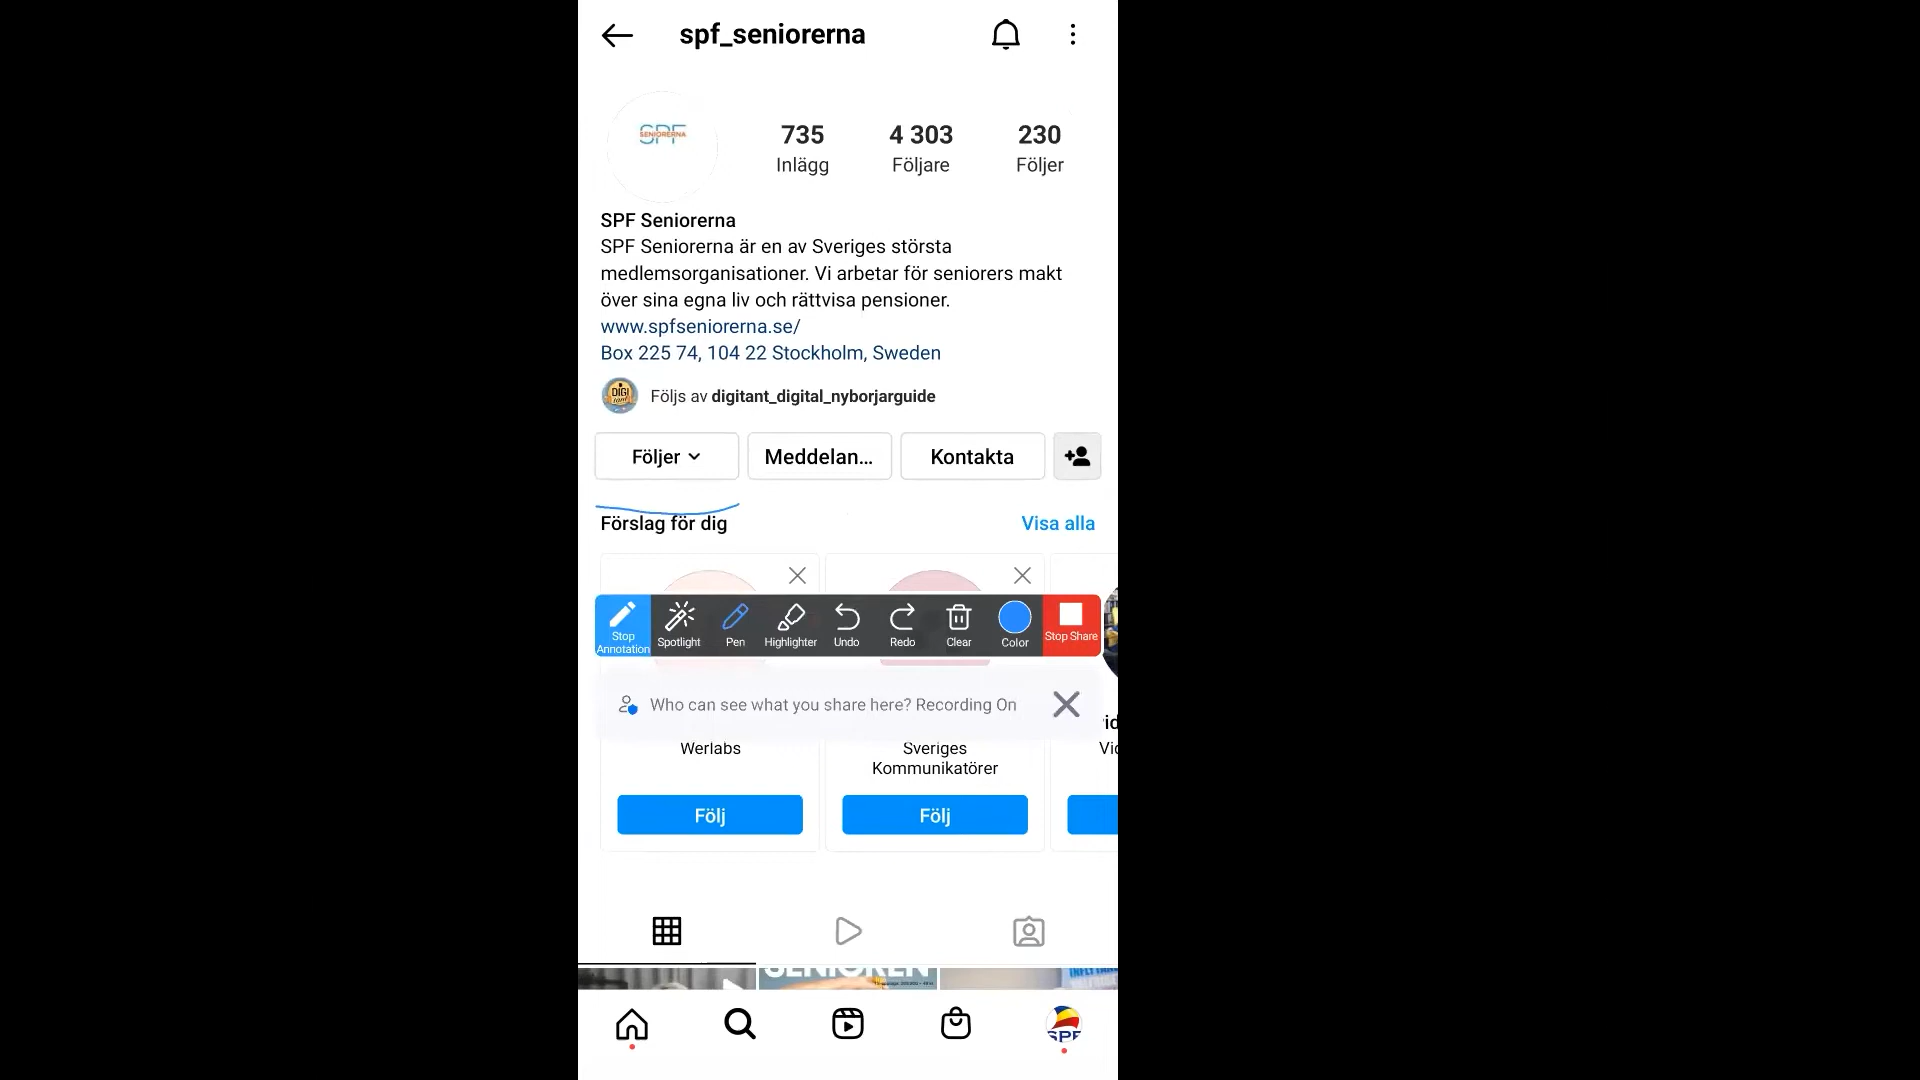 spf_seniorerna
SPF
SENIORERNA
735
4 303
230
Inlägg
Följare
Följer
SPF Seniorerna
SPF Seniorerna är en av Sveriges största
medlemsorganisationer. Vi arbetar för seniorers makt
över sina egna liv och rättvisa pensioner.
www.spfseniorerna.se/
Box 225 74, 104 22 Stockholm, Sweden
DIGI
tant
Följs av digitant_digital_nyborjarguide
Följer
Meddelan...
Kontakta
Förslag för dig
Visa alla
Stop
Annotation
Spotlight
Pen
Highlighter
Undo
Redo
Clear
Color
Stop Share
Who can see what you share here? Recording On
Werlabs
Sveriges
Kommunikatörer
Följ
Följ
SENIOREN
SPF